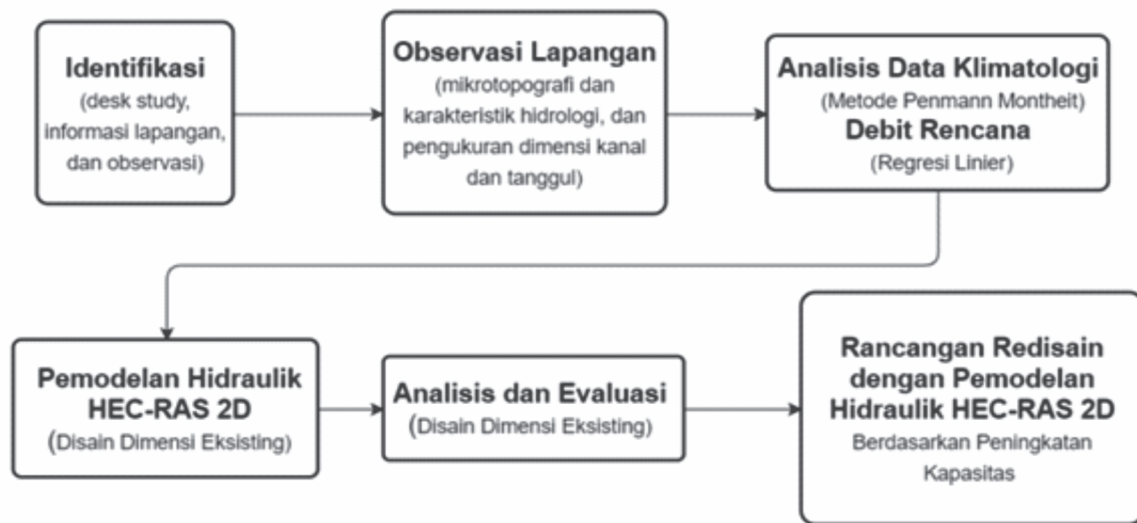 Identifikasi
(desk study,
informasi lapangan,
dan observasi)
Observasi Lapangan
(mikrotopografi dan
karakteristik hidrologi, dan
pengukuran dimensi kanal
dan tanggul)
Analisis Data Klimatologi
(Metode Penmann Montheit)
Debit Rencana
(Regresi Linier)
Pemodelan Hidraulik
HEC-RAS 2D
(Disain Dimensi Eksisting)
Analisis dan Evaluasi
(Disain Dimensi Eksisting)
Rancangan Redisain
dengan Pemodelan
Hidraulik HEC-RAS 2D
Berdasarkan Peningkatan
Kapasitas